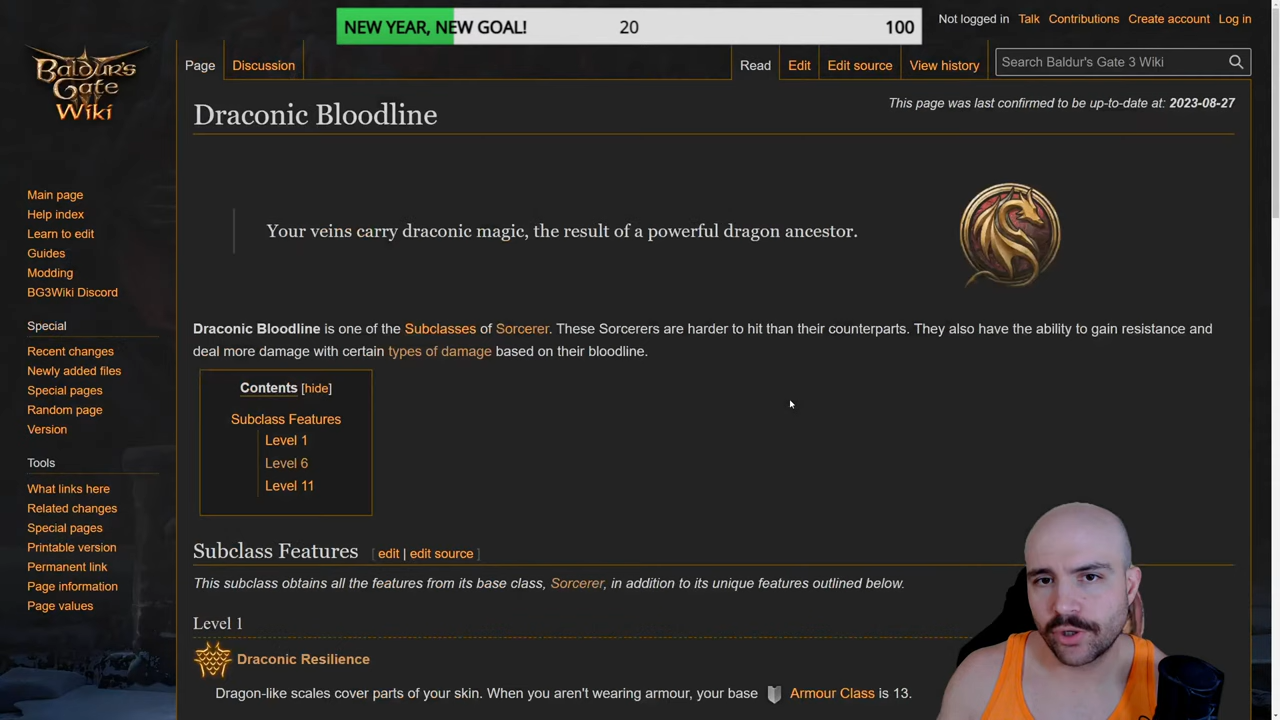 NEW YEAR, NEW GOAL! 20 100
Not logged in Talk Contributions Create account Log in
Baldur's Gate Wiki
Page Discussion Read Edit Edit source View history Search Baldur's Gate 3 Wiki
Draconic Bloodline
This page was last confirmed to be up-to-date at: 2023-08-27
Your veins carry draconic magic, the result of a powerful dragon ancestor.
Main page
Help index
Learn to edit
Guides
Modding
BG3Wiki Discord
Special
Recent changes
Newly added files
Special pages
Random page
Version
Tools
What links here
Related changes
Special pages
Printable version
Permanent link
Page information
Page values
Draconic Bloodline is one of the Subclasses of Sorcerer. These Sorcerers are harder to hit than their counterparts. They also have the ability to gain resistance and
deal more damage with certain types of damage based on their bloodline.
Contents [hide]
Subclass Features
Level 1
Level 6
Level 11
Subclass Features [ edit | edit source ]
This subclass obtains all the features from its base class, Sorcerer, in addition to its unique features outlined below.
Level 1
Draconic Resilience
Dragon-like scales cover parts of your skin. When you aren't wearing armour, your base Armour Class is 13.